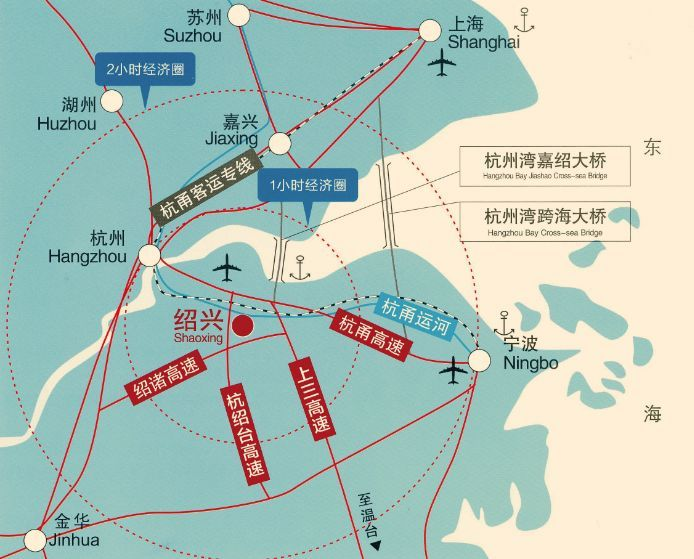 苏州
Suzhou
上海
Shanghai
2小时经济圈
湖州
Huzhou
嘉兴
Jiaxing
东
杭州湾嘉绍大桥
Hangzhou Bay Jiashao Cross-sea Bridge
杭甬客运专线
1小时经济圈
杭州湾跨海大桥
Hangzhou Bay Cross-sea Bridge
杭州
Hangzhou
绍兴
Shaoxing
杭甬运河
杭甬高速
宁波
Ningbo
绍诸高速
上三高速
杭绍台高速
海
至温台
金华
Jinhua